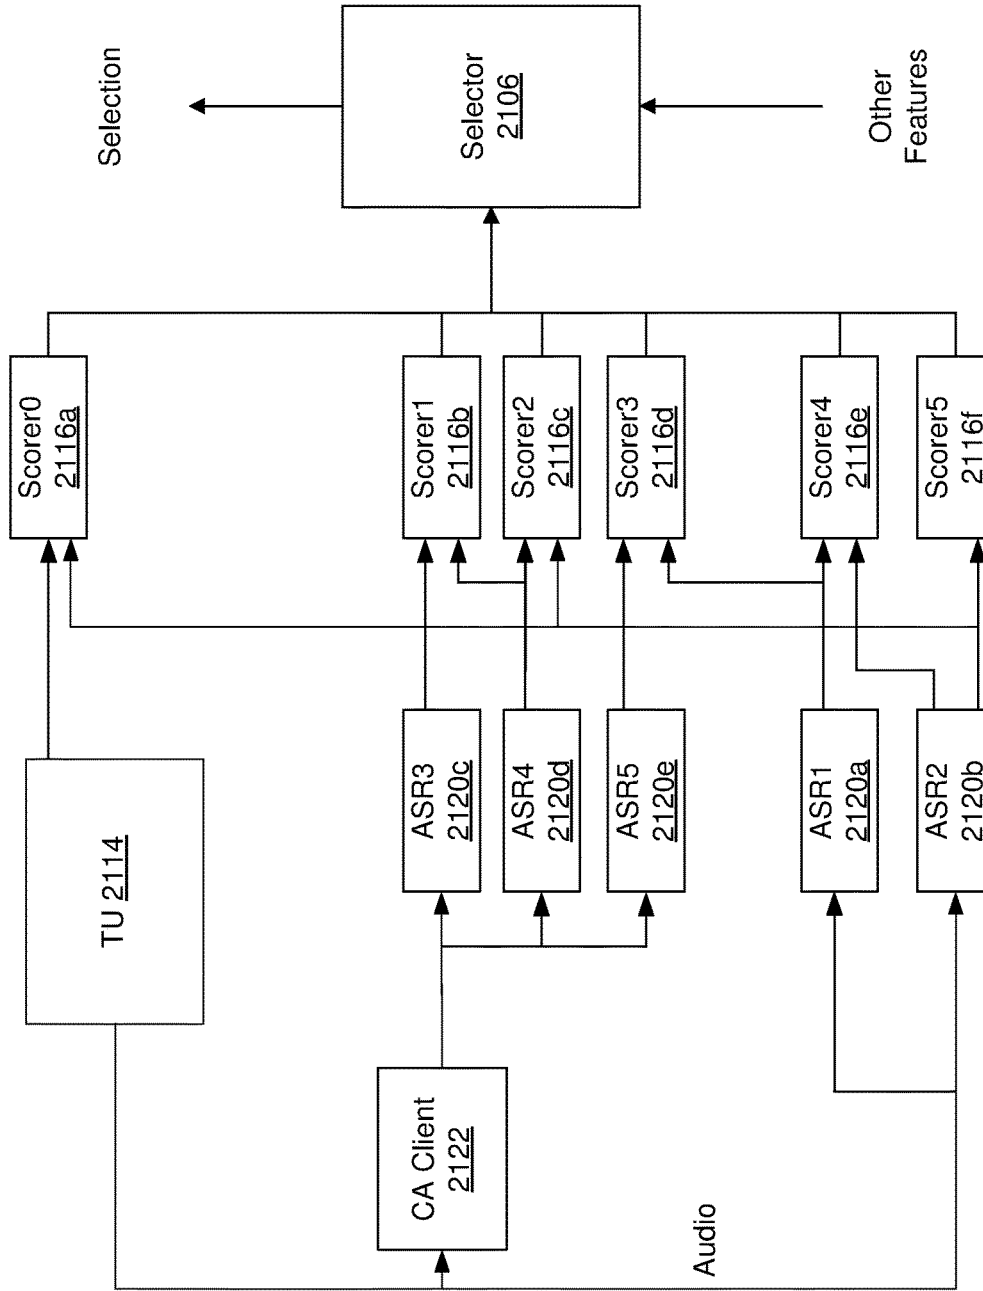 Selection
Selector
2106
Other
Features
Scorer0
2116a
Scorer1
2116b
Scorer2
2116c
Scorer3
2116d
Scorer4
2116e
Scorer5
2116f
TU 2114
ASR3
2120c
ASR4
2120d
ASR5
2120e
ASR1
2120a
ASR2
2120b
CA Client
2122
Audio